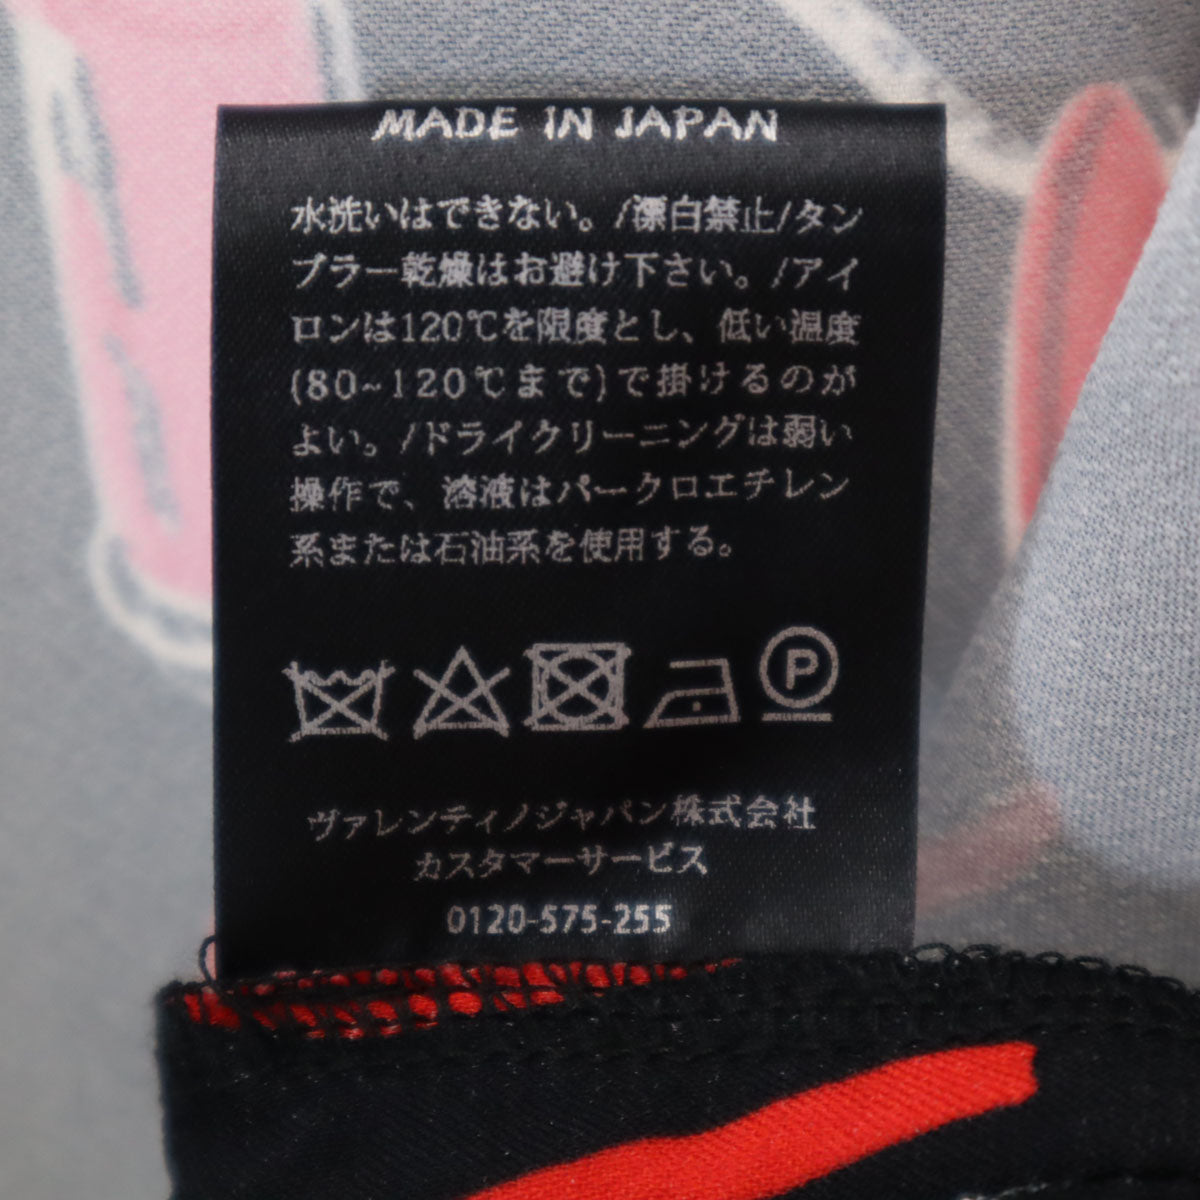 MADE IN JAPAN
水洗いはできない。/漂白禁止/タン
ブラー乾燥はお避け下さい。/アイ
ロンは120℃を限度とし、低い温度
(80~120℃まで)で掛けるのが
よい。/ドライクリーニングは弱い
操作で、溶液はパークロエチレン
系または石油系を使用する。
P
ヴァレンティノジャパン株式会社
カスタマーサービス
0120-575-255